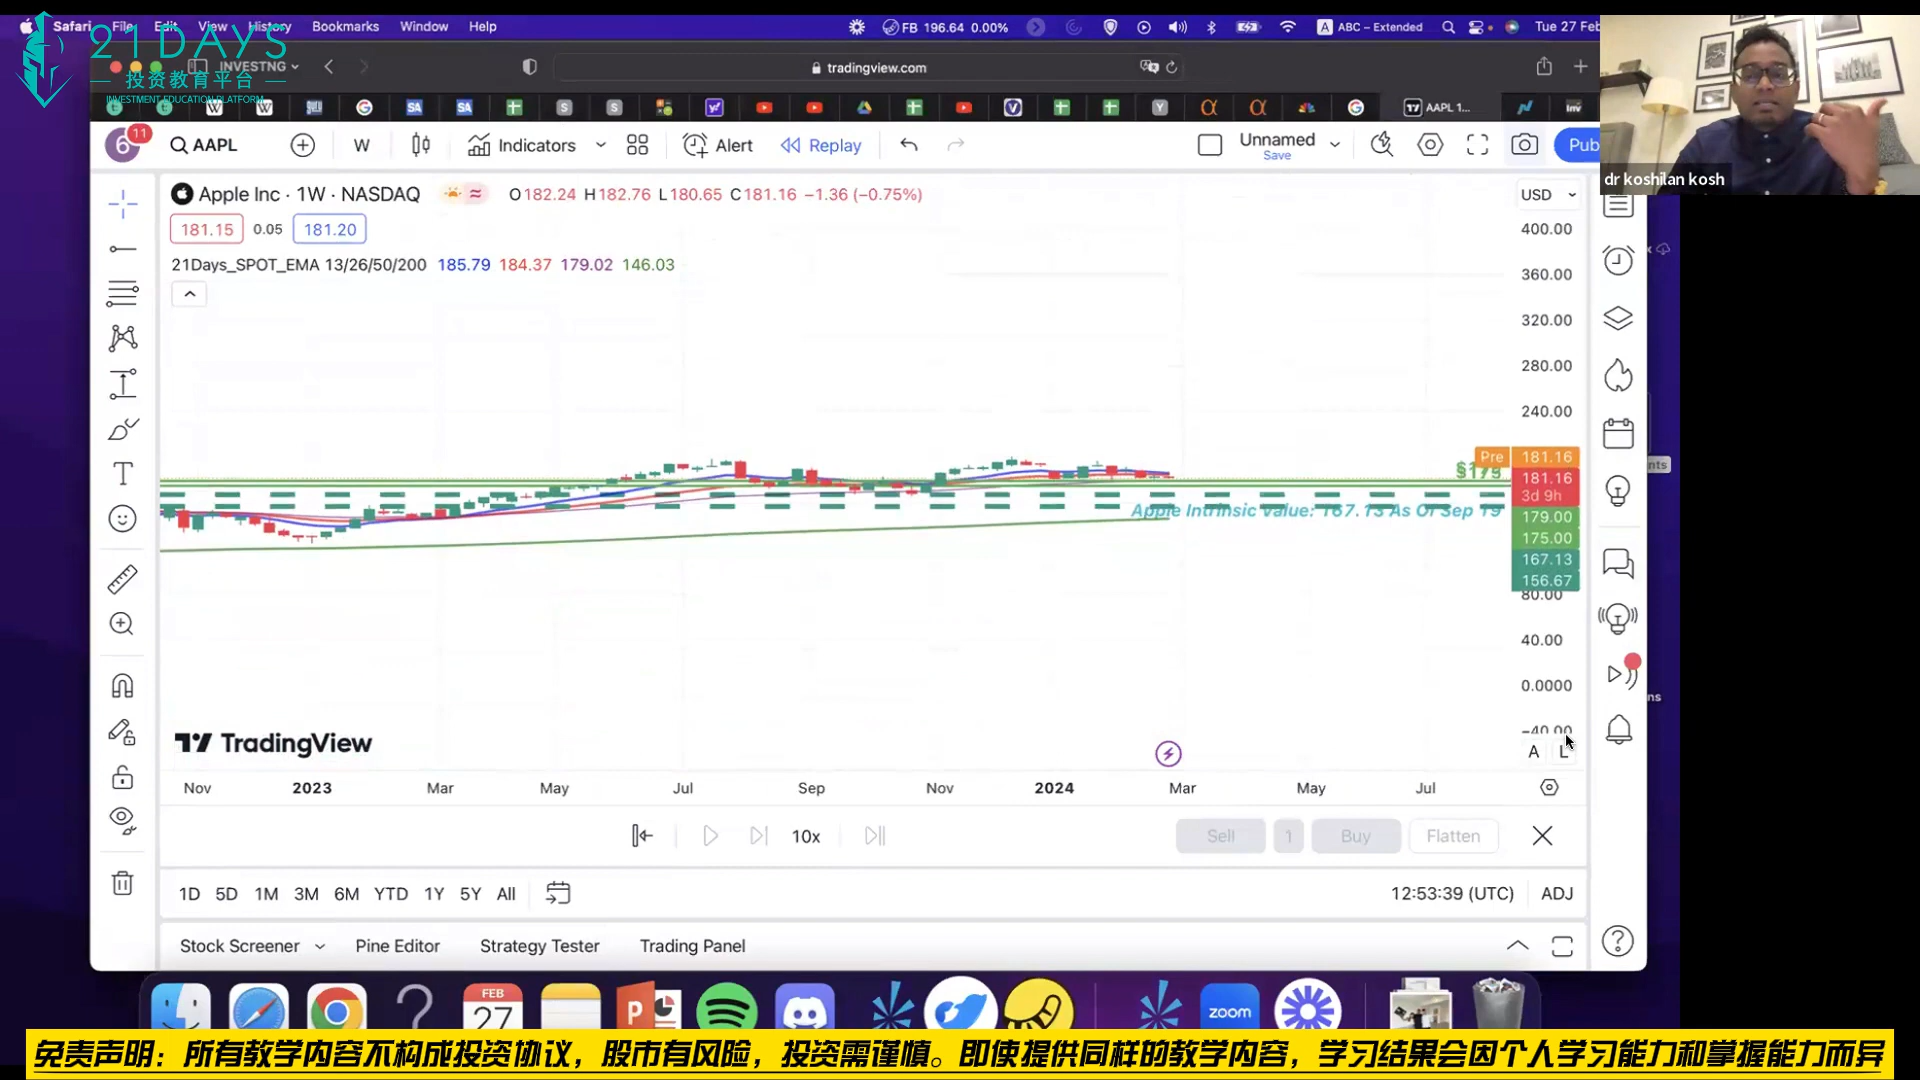 Safari File Edit View History Bookmarks Window Help
FB 196.64 0.00% A ABC – Extended Tue 27 Feb
21DAYS
投资教育平台
INVESTMENT EDUCATION PLATFORM
INVESTNG tradingview.com
AAPL 1...
6 11 AAPL W Indicators Alert Replay Unnamed Save Pub
dr koshilan kosh
Apple Inc · 1W · NASDAQ O182.24 H182.76 L180.65 C181.16 −1.36 (−0.75%) USD
181.15 0.05 181.20
21Days_SPOT_EMA 13/26/50/200 185.79 184.37 179.02 146.03
400.00
360.00
320.00
280.00
240.00
Pre 181.16
181.16
3d 9h
179.00
175.00
167.13
156.67
Apple Intrinsic Value: 167.13 As Of Sep 19
80.00
40.00
0.0000
−40.00
TradingView
A L
Nov 2023 Mar May Jul Sep Nov 2024 Mar May Jul
10x Sell 1 Buy Flatten
1D 5D 1M 3M 6M YTD 1Y 5Y All 12:53:39 (UTC) ADJ
Stock Screener Pine Editor Strategy Tester Trading Panel
FEB
27
zoom
免责声明：所有教学内容不构成投资协议，股市有风险，投资需谨慎。即使提供同样的教学内容，学习结果会因个人学习能力和掌握能力而异